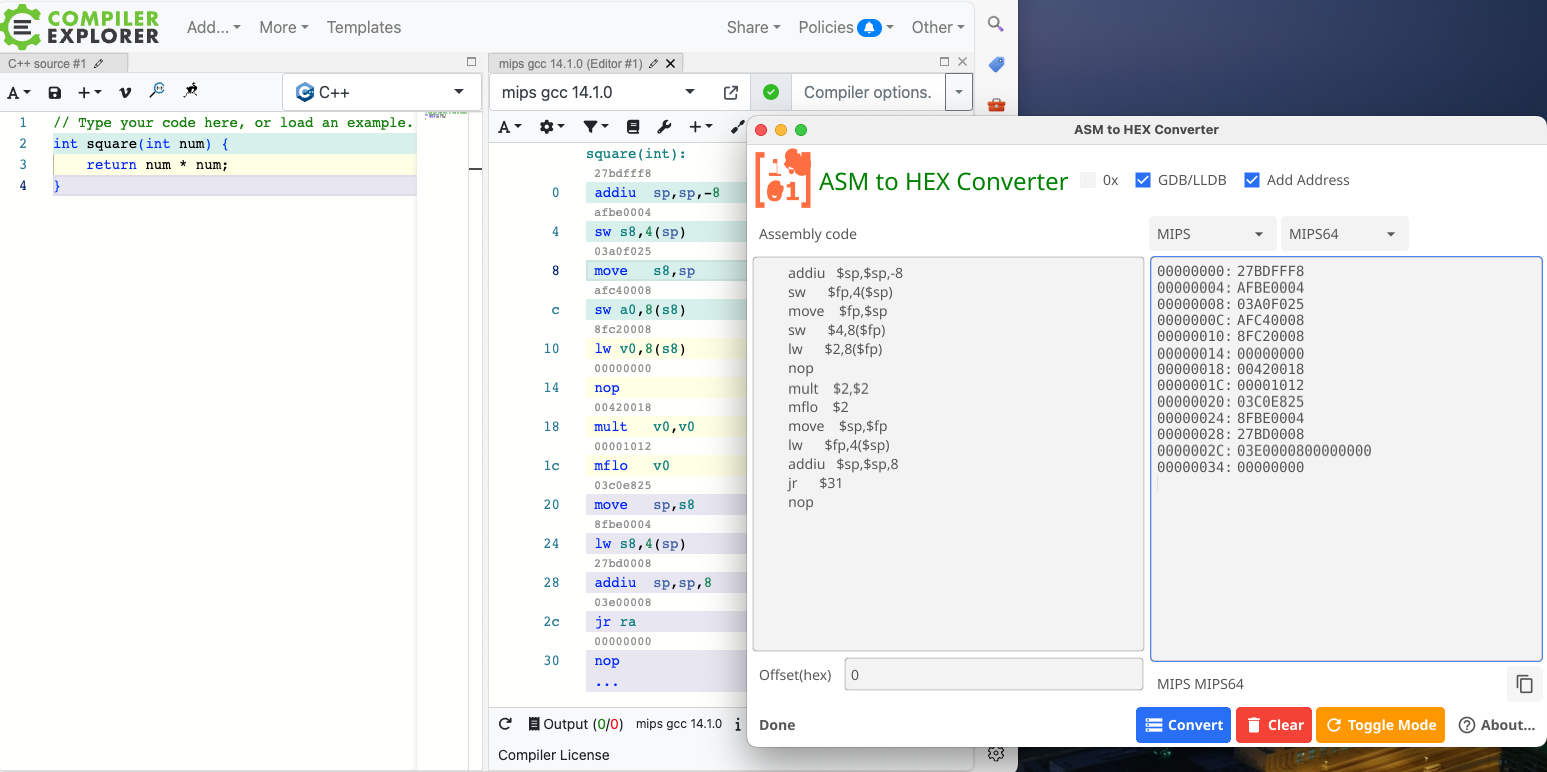 COMPILER
EXPLORER
Add... More Templates
Share Policies Other
C++ source #1
A
C++
1 // Type your code here, or load an example.
2 int square(int num) {
3 return num * num;
4 }
mips gcc 14.1.0 (Editor #1)
mips gcc 14.1.0
Compiler options.
A
square(int):
27bdfff8
0 addiu sp,sp,-8
afbe0004
4 sw s8,4(sp)
03a0f025
8 move s8,sp
afc40008
c sw a0,8(s8)
8fc20008
10 lw v0,8(s8)
00000000
14 nop
00420018
18 mult v0,v0
00001012
1c mflo v0
03c0e825
20 move sp,s8
8fbe0004
24 lw s8,4(sp)
27bd0008
28 addiu sp,sp,8
03e00008
2c jr ra
00000000
30 nop
...
Output (0/0) mips gcc 14.1.0 i
Compiler License
ASM to HEX Converter
ASM to HEX Converter
0x GDB/LLDB Add Address
Assembly code
MIPS MIPS64
addiu $sp,$sp,-8
sw $fp,4($sp)
move $fp,$sp
sw $4,8($fp)
lw $2,8($fp)
nop
mult $2,$2
mflo $2
move $sp,$fp
lw $fp,4($sp)
addiu $sp,$sp,8
jr $31
nop
00000000: 27BDFFF8
00000004: AFBE0004
00000008: 03A0F025
0000000C: AFC40008
00000010: 8FC20008
00000014: 00000000
00000018: 00420018
0000001C: 00001012
00000020: 03C0E825
00000024: 8FBE0004
00000028: 27BD0008
0000002C: 03E0000800000000
00000034: 00000000
Offset(hex) 0
MIPS MIPS64
Done
Convert Clear Toggle Mode About...